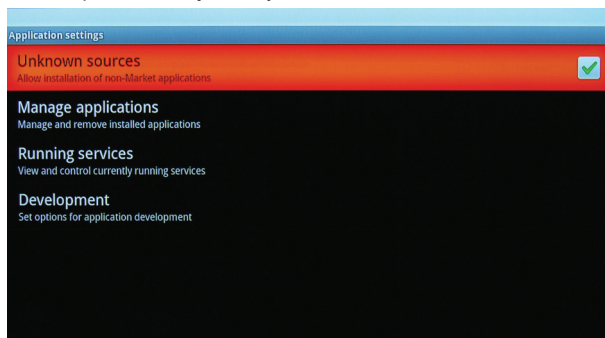 Application settings
Unknown sources
Allow installation of non-Market applications
Manage applications
Manage and remove installed applications
Running services
View and control currently running services
Development
Set options for application development